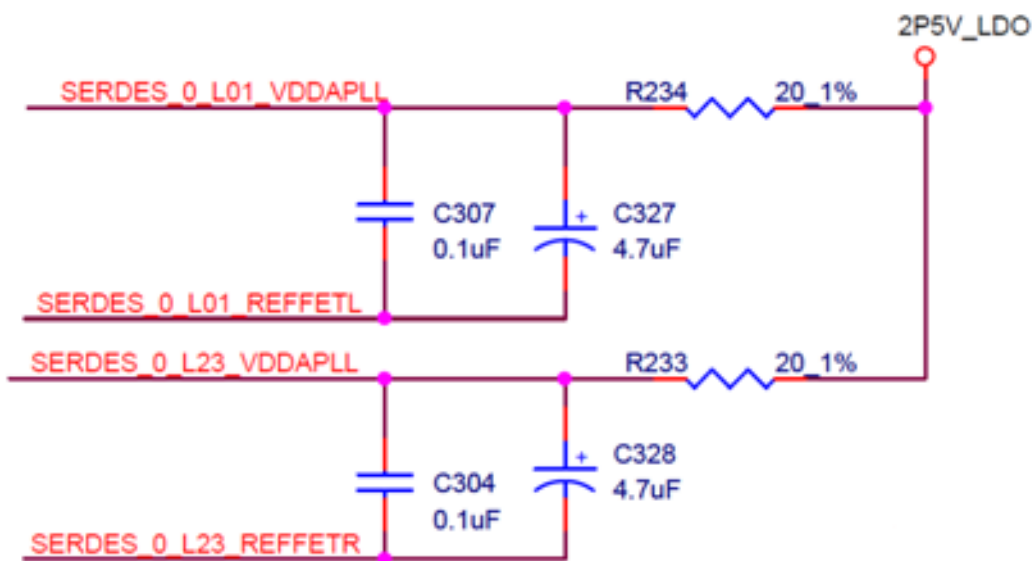 2P5V_LDO
SERDES_0_L01_VDDAPLL
R234
20_1%
C307
0.1uF
+
C327
4.7uF
SERDES_0_L01_REFFETL
SERDES_0_L23_VDDAPLL
R233
20_1%
C304
0.1uF
+
C328
4.7uF
SERDES_0_L23_REFFETR